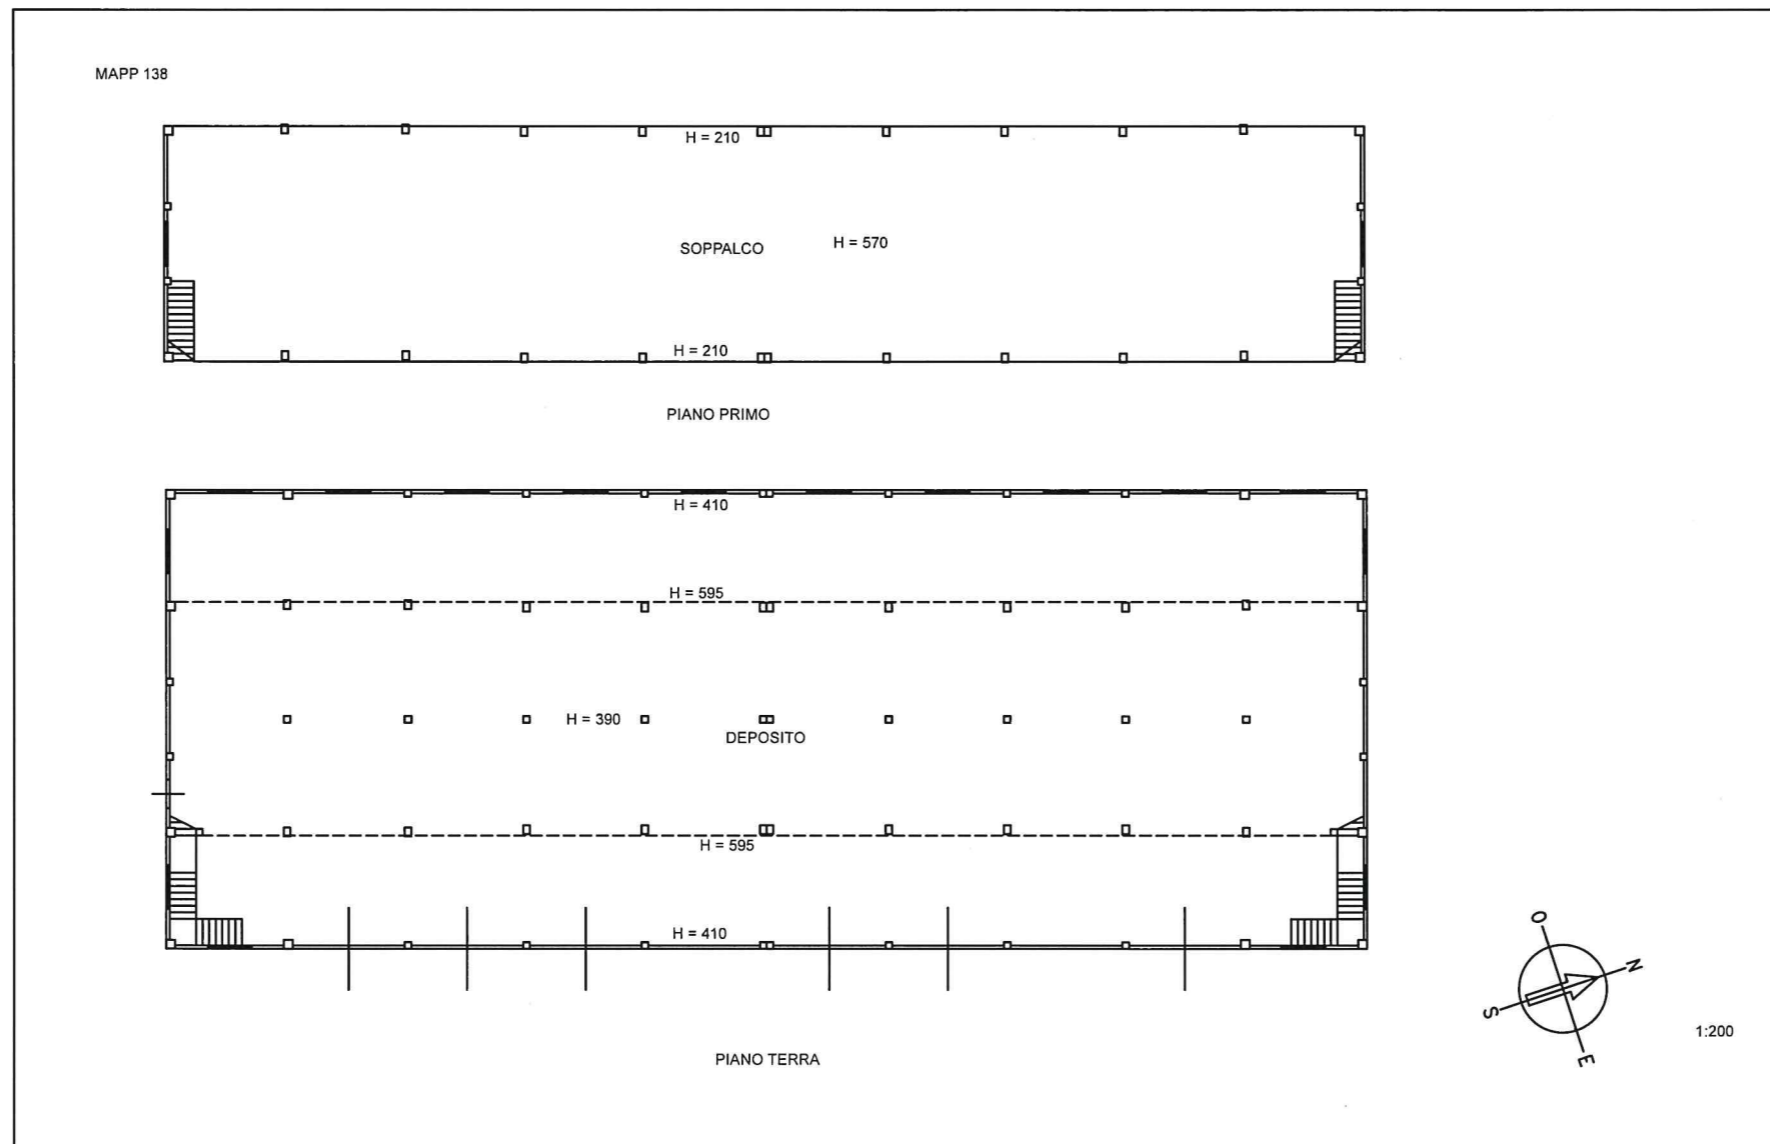 MAPP 138
H = 210
SOPPALCO
H = 570
H = 210
PIANO PRIMO
H = 410
H = 595
H = 390
DEPOSITO
H = 595
H = 410
O
N
S
E
1:200
PIANO TERRA